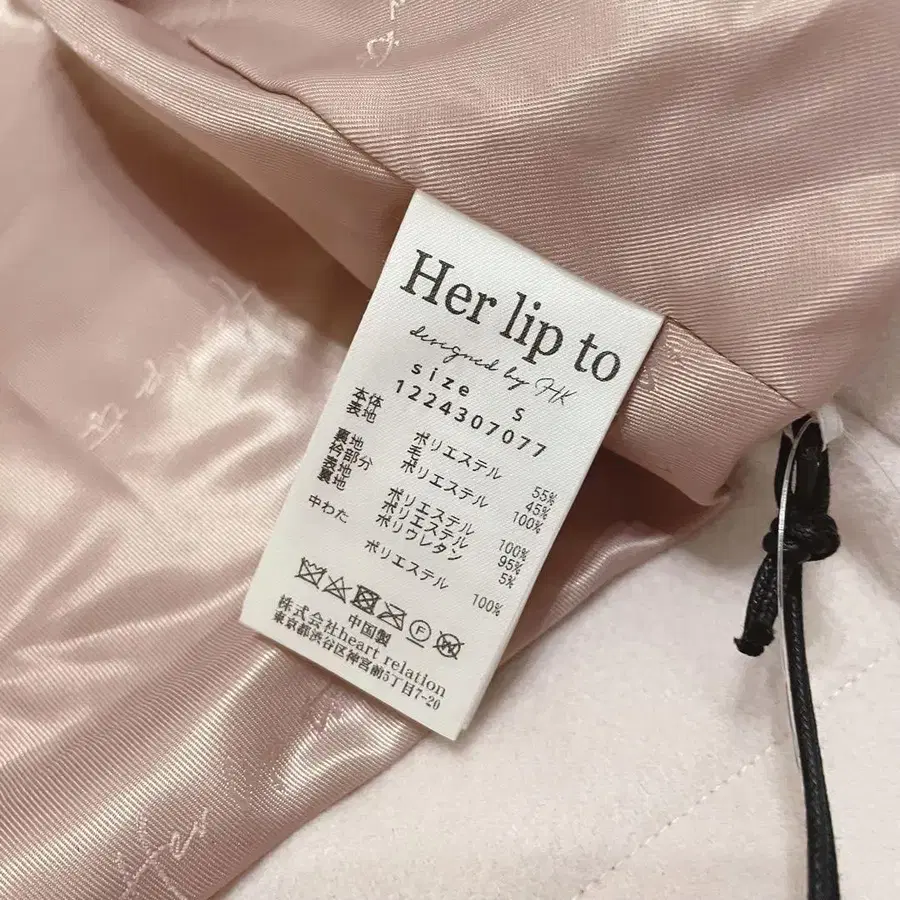 Her lip to
designed by HK
size S
1224307077
本体
表地 ポリエステル 55%
毛 45%
裏地 ポリエステル 100%
衿部分
表地 ポリエステル 100%
裏地 ポリエステル 95%
ポリウレタン 5%
中わた ポリエステル 100%
F
W
中国製
株式会社heart relation
東京都渋谷区神宮前5丁目7-20
Her